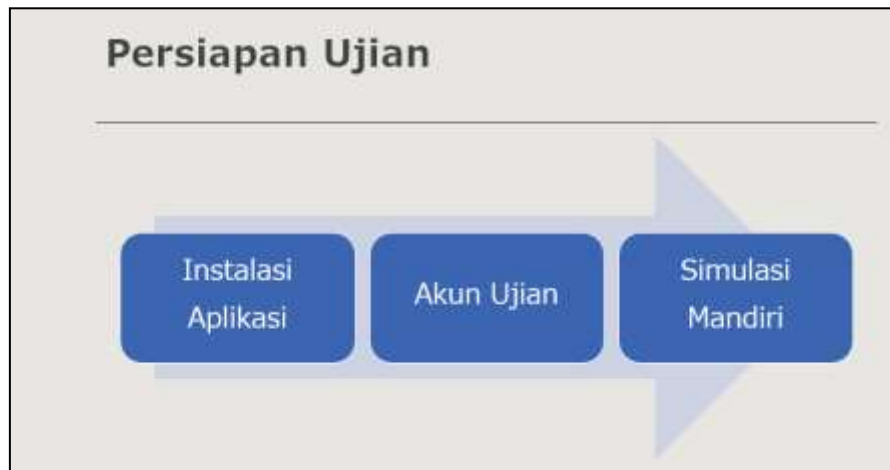 Persiapan Ujian
Instalasi
Aplikasi
Akun Ujian
Simulasi
Mandiri